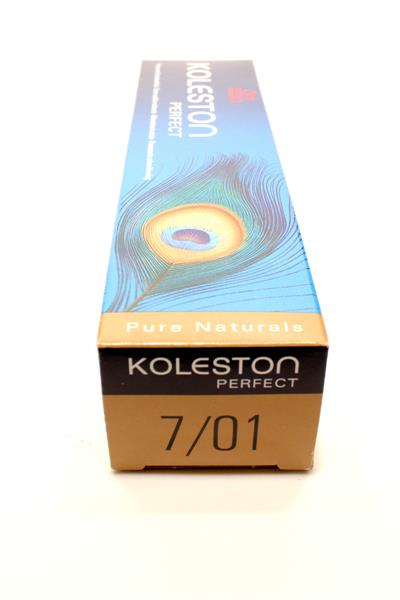 KOLESTON
PERFECT
Pure Naturals
KOLESTON
PERFECT
7/01